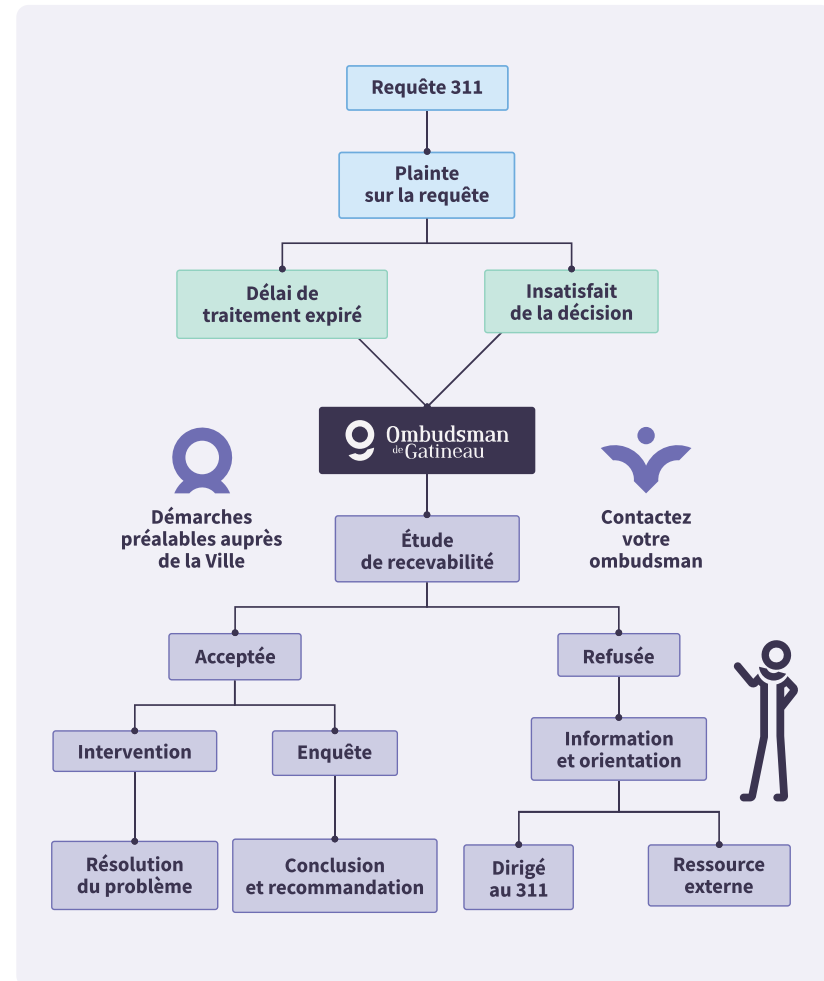 Requête 311
Plainte
sur la requête
Délai de
traitement expiré
Insatisfait
de la décision
Ombudsman
de Gatineau
Démarches
préalables auprès
de la Ville
Étude
de recevabilité
Contactez
votre
ombudsman
Acceptée
Refusée
Intervention
Enquête
Information
et orientation
Résolution
du problème
Conclusion
et recommandation
Dirigé
au 311
Ressource
externe